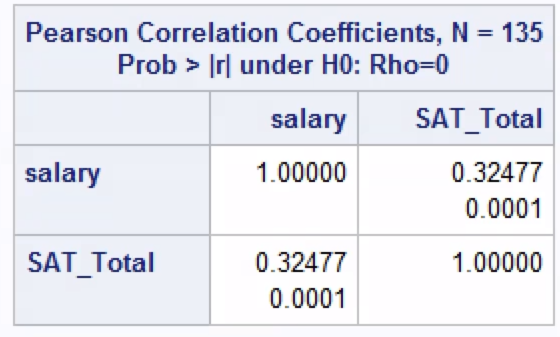 Pearson Correlation Coefficients, N = 135
Prob > |r| under H0: Rho=0
salary SAT_Total
salary 1.00000 0.32477
0.0001
SAT_Total 0.32477 1.00000
0.0001